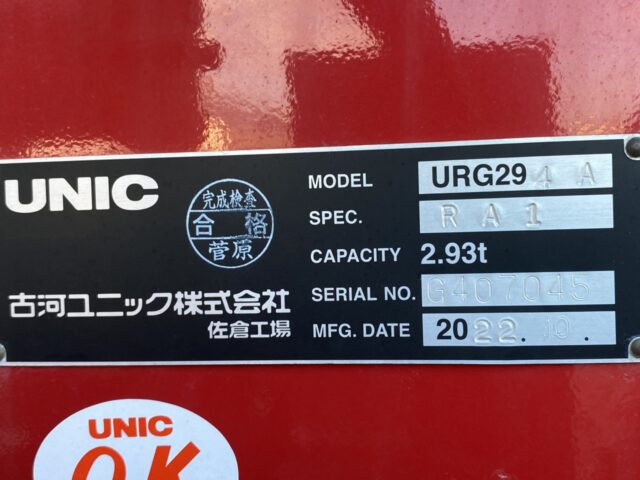 UNIC
完成検査
合格
菅原
古河ユニック株式会社
佐倉工場
MODEL URG294A
SPEC. RA1
CAPACITY 2.93t
SERIAL NO. G407045
MFG. DATE 2022.10.
UNIC
OK